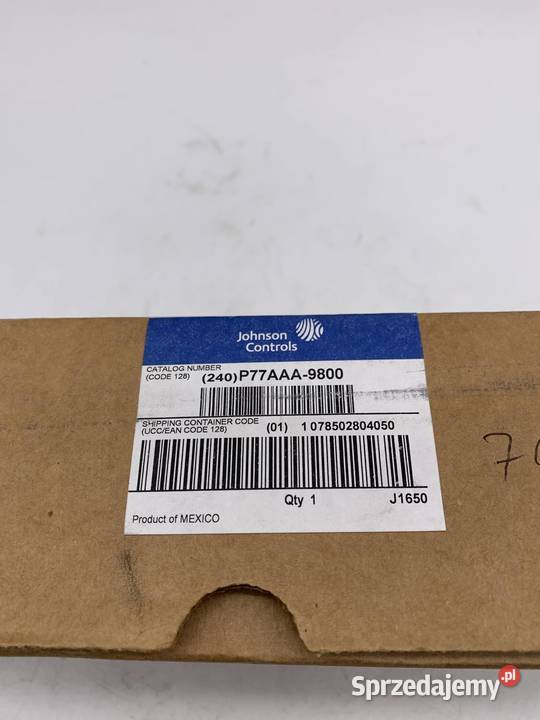 Johnson
Controls
CATALOG NUMBER
(CODE 128)
(240)P77AAA-9800
SHIPPING CONTAINER CODE
(UCC/EAN CODE 128)
(01) 1 078502804050
Qty 1
J1650
Product of MEXICO
Sprzedajemy.pl